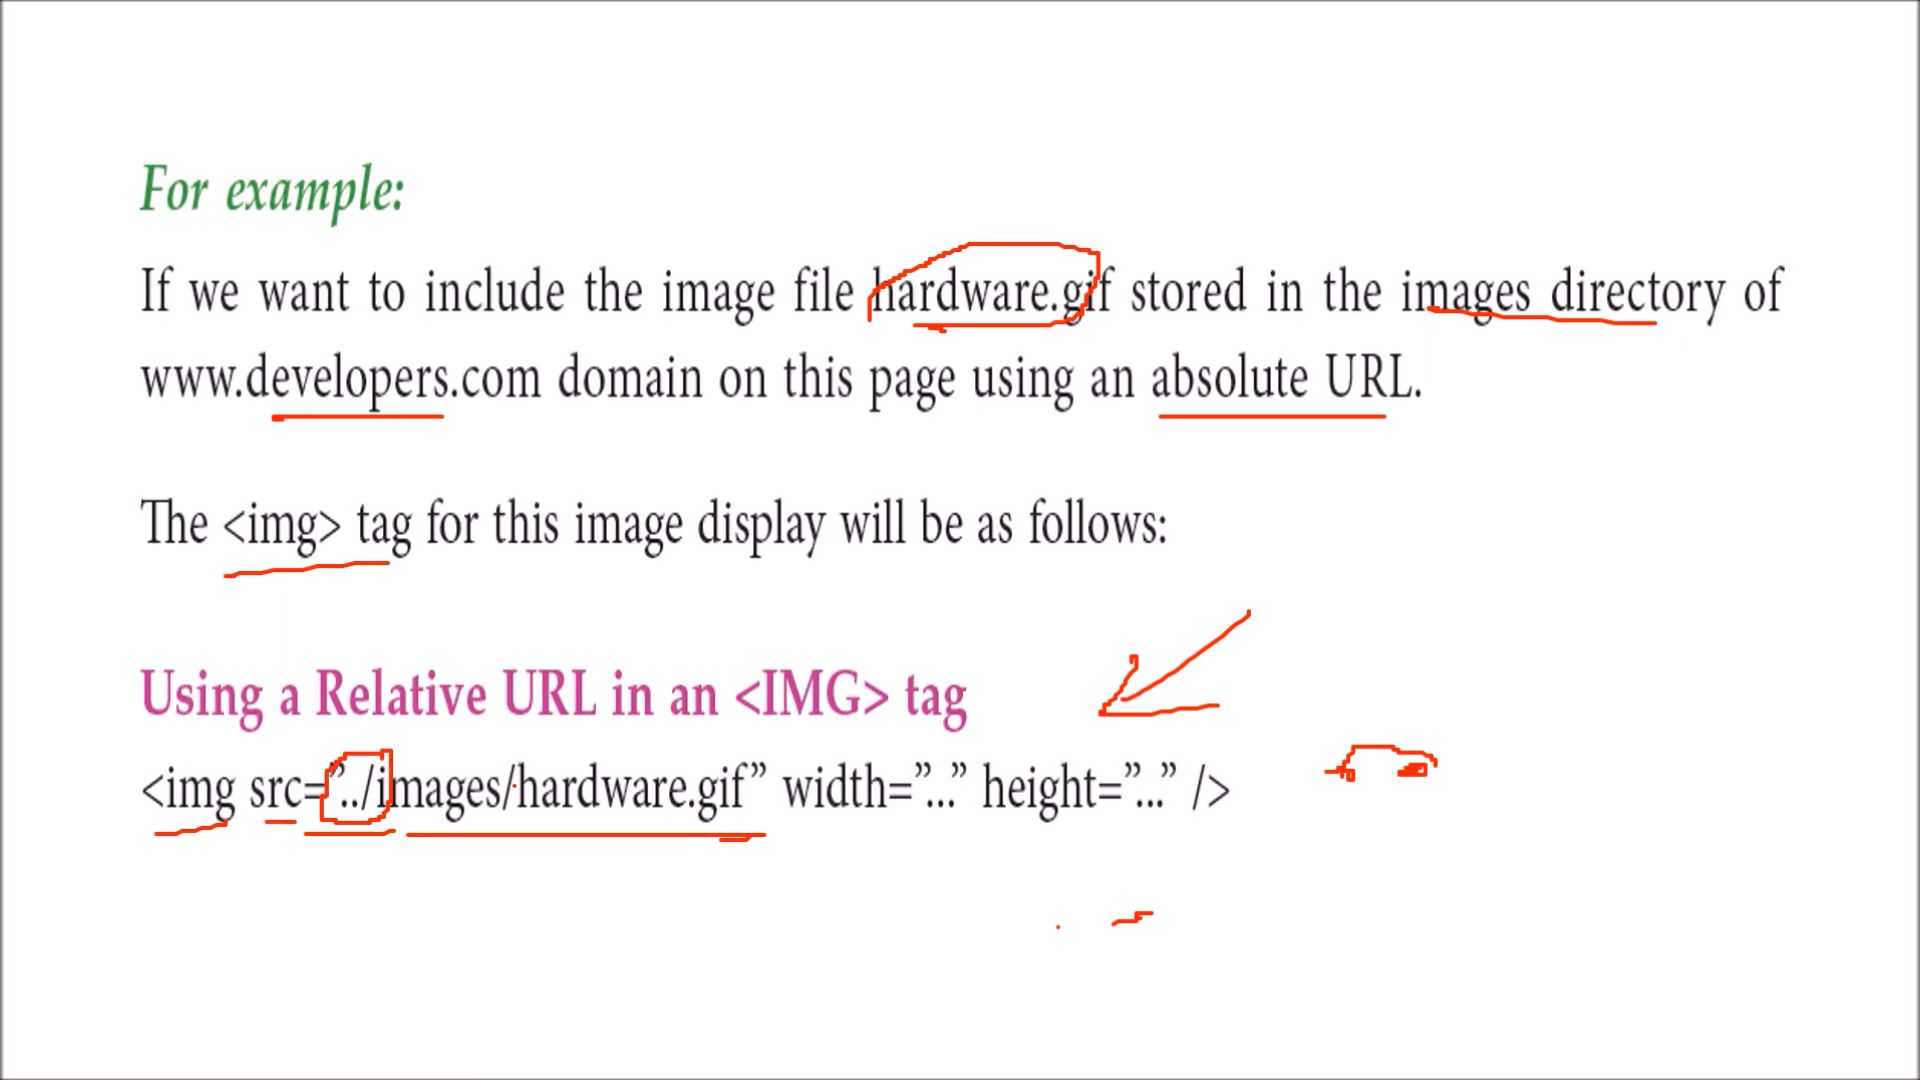 For example:
If we want to include the image file hardware.gif stored in the images directory of
www.developers.com domain on this page using an absolute URL.
The <img> tag for this image display will be as follows:
Using a Relative URL in an <IMG> tag
<img src=”../images/hardware.gif” width=”...” height=”...” />